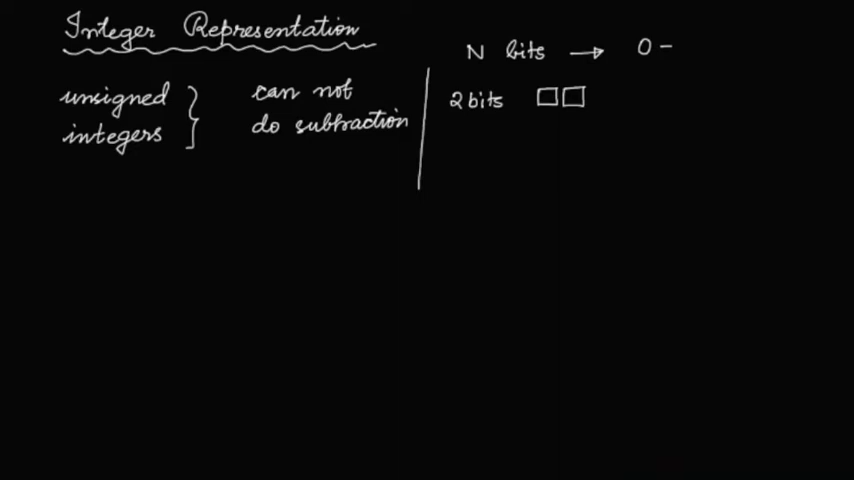 Integer Representation
unsigned
integers
can not
do subtraction
N bits → 0 -
2 bits